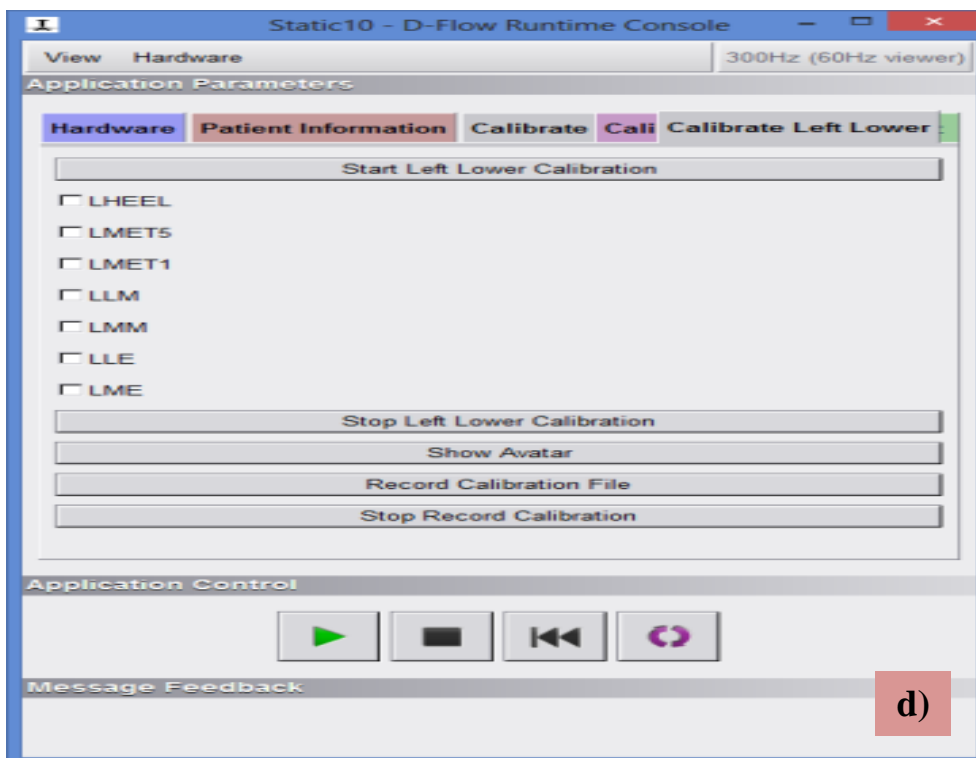 Static10 - D-Flow Runtime Console
View Hardware 300Hz (60Hz viewer)
Application Parameters
Hardware Patient Information Calibrate Cali Calibrate Left Lower
Start Left Lower Calibration
LHEEL
LMET5
LMET1
LLM
LMM
LLE
LME
Stop Left Lower Calibration
Show Avatar
Record Calibration File
Stop Record Calibration
Application Control
Message Feedback
d)